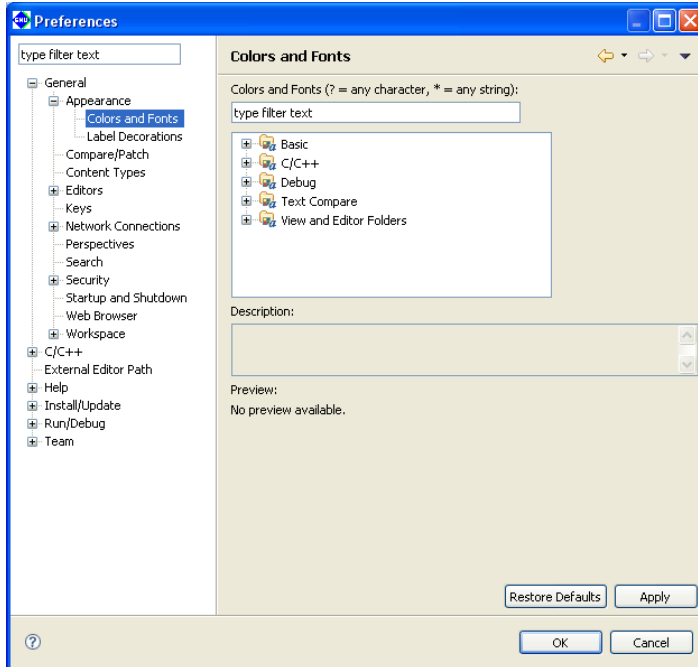 Preferences
type filter text
General
Appearance
Colors and Fonts
Label Decorations
Compare/Patch
Content Types
Editors
Keys
Network Connections
Perspectives
Search
Security
Startup and Shutdown
Web Browser
Workspace
C/C++
External Editor Path
Help
Install/Update
Run/Debug
Team
Colors and Fonts
Colors and Fonts (? = any character, * = any string):
type filter text
Basic
C/C++
Debug
Text Compare
View and Editor Folders
Description:
Preview:
No preview available.
Restore Defaults
Apply
OK
Cancel